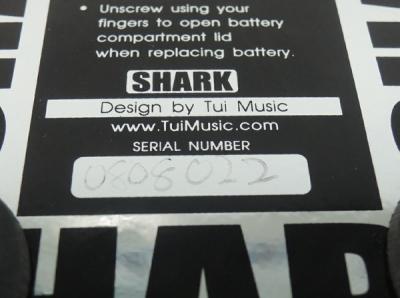 • Unscrew using your
fingers to open battery
compartment lid
when replacing battery.
SHARK
Design by Tui Music
www.TuiMusic.com
SERIAL NUMBER
0808022